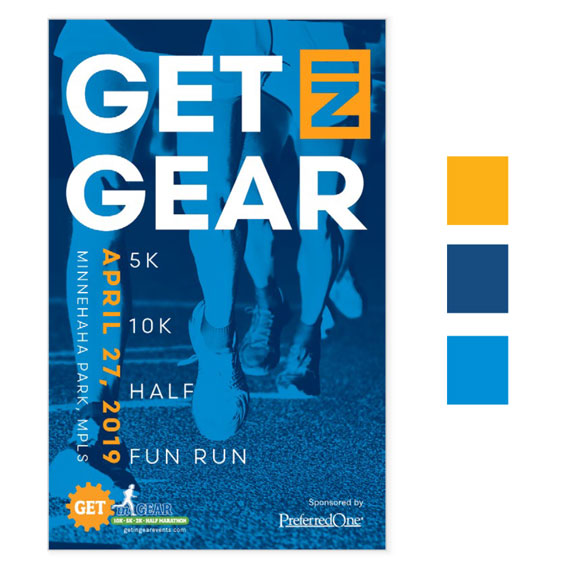 GET IN
GEAR
5K
10K
HALF
FUN RUN
APRIL 27, 2019
MINNEHAHA PARK, MPLS
GET in GEAR
10K • 5K • 2K • HALF MARATHON
getingearevents.com
Sponsored by
PreferredOne®